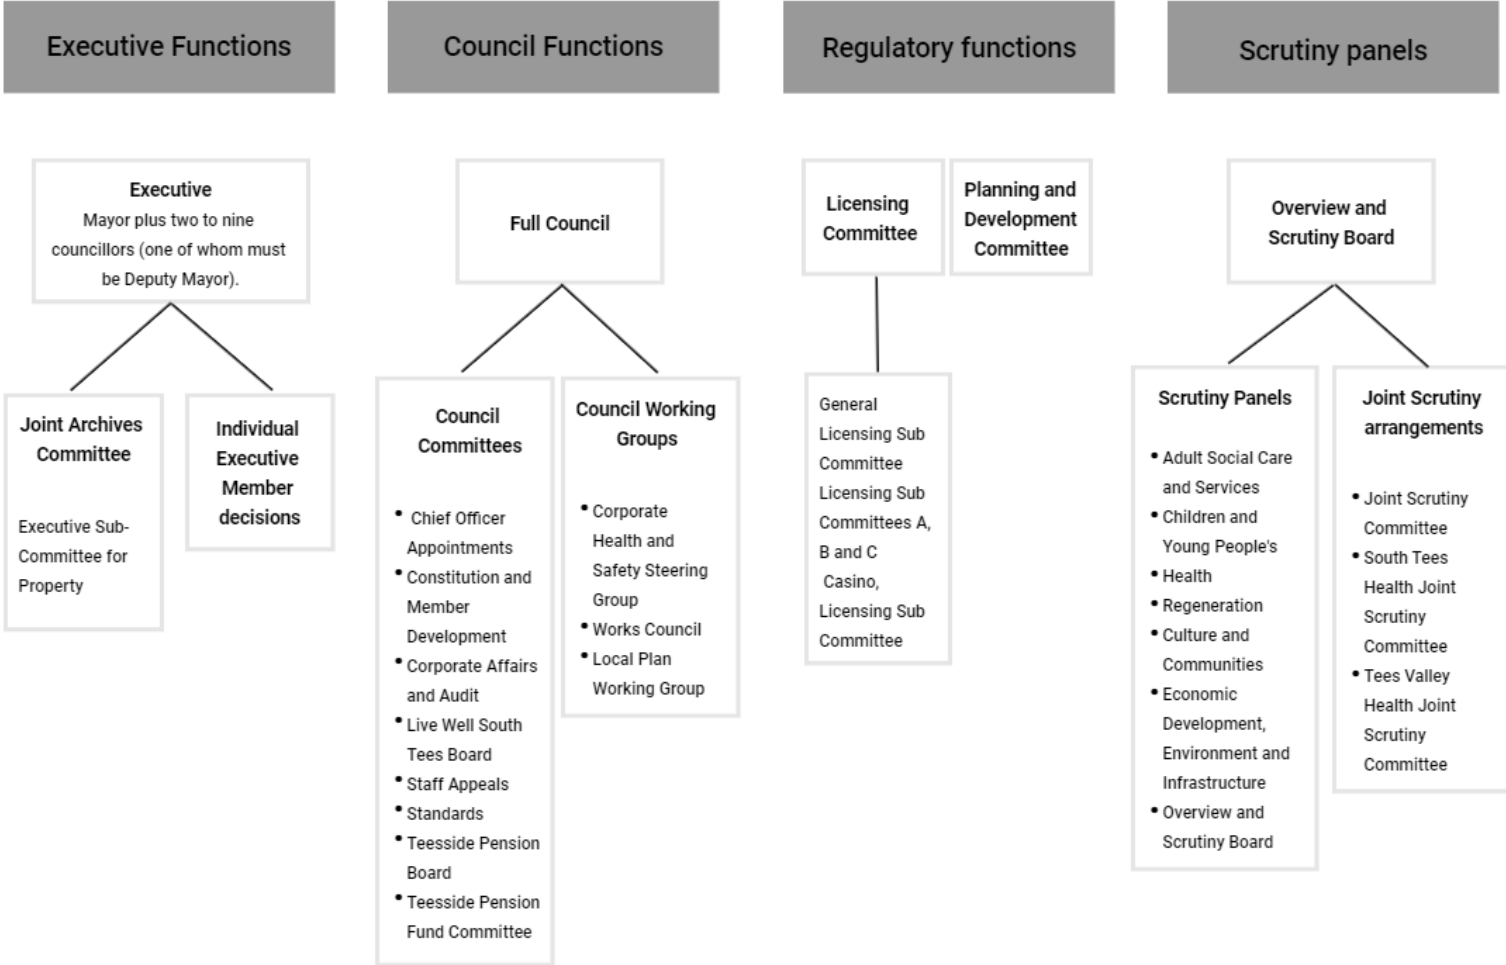 Executive Functions
Council Functions
Regulatory functions
Scrutiny panels
Executive
Mayor plus two to nine
councillors (one of whom must
be Deputy Mayor).
Joint Archives
Committee
Executive Sub-
Committee for
Property
Individual
Executive
Member
decisions
Full Council
Council
Committees
• Chief Officer
Appointments
• Constitution and
Member
Development
• Corporate Affairs
and Audit
• Live Well South
Tees Board
• Staff Appeals
• Standards
• Teesside Pension
Board
• Teesside Pension
Fund Committee
Council Working
Groups
• Corporate
Health and
Safety Steering
Group
• Works Council
• Local Plan
Working Group
Licensing
Committee
Planning and
Development
Committee
General
Licensing Sub
Committee
Licensing Sub
Committees A,
B and C
Casino,
Licensing Sub
Committee
Overview and
Scrutiny Board
Scrutiny Panels
• Adult Social Care
and Services
• Children and
Young People's
• Health
• Regeneration
• Culture and
Communities
• Economic
Development,
Environment and
Infrastructure
• Overview and
Scrutiny Board
Joint Scrutiny
arrangements
• Joint Scrutiny
Committee
• South Tees
Health Joint
Scrutiny
Committee
• Tees Valley
Health Joint
Scrutiny
Committee